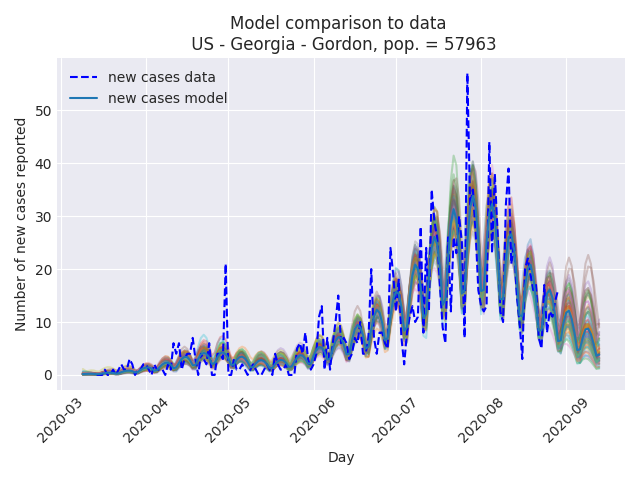 Model comparison to data
US - Georgia - Gordon, pop. = 57963
new cases data
new cases model
Number of new cases reported
50
40
30
20
10
0
2020-03
2020-04
2020-05
2020-06
2020-07
2020-08
2020-09
Day